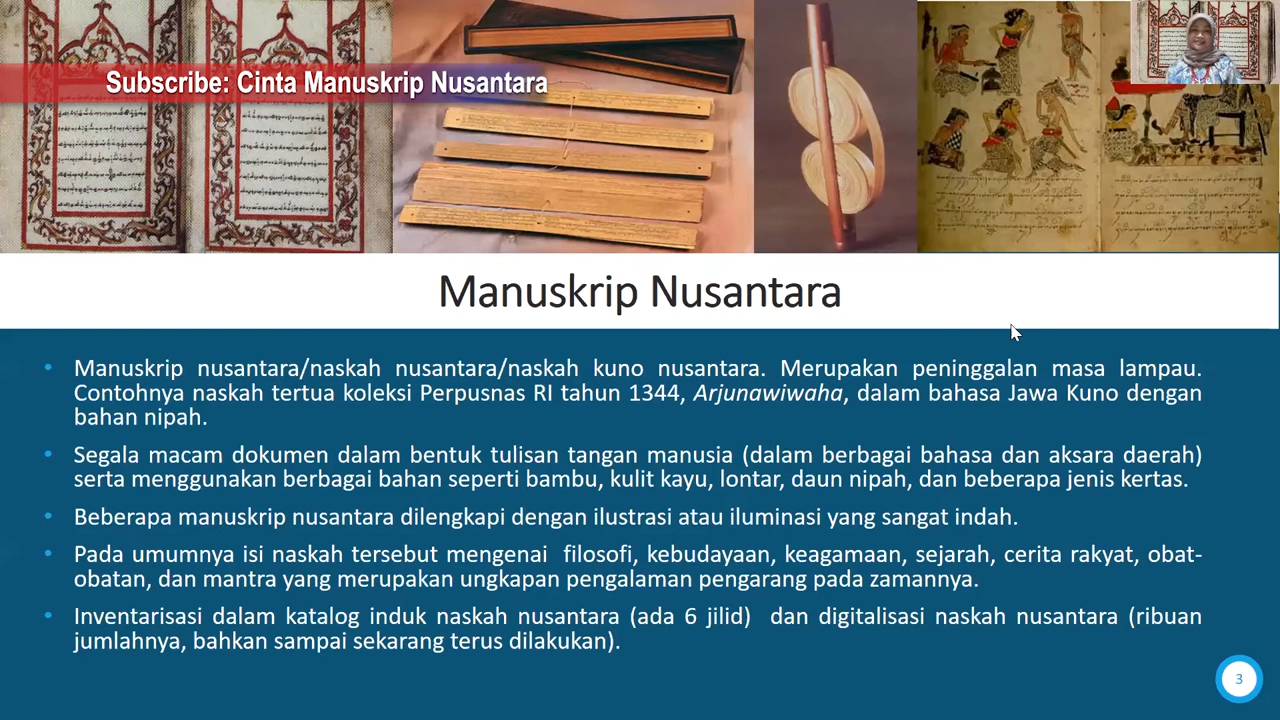 Subscribe: Cinta Manuskrip Nusantara
Manuskrip Nusantara
• Manuskrip nusantara/naskah nusantara/naskah kuno nusantara. Merupakan peninggalan masa lampau.
Contohnya naskah tertua koleksi Perpusnas RI tahun 1344, Arjunawiwaha, dalam bahasa Jawa Kuno dengan
bahan nipah.
• Segala macam dokumen dalam bentuk tulisan tangan manusia (dalam berbagai bahasa dan aksara daerah)
serta menggunakan berbagai bahan seperti bambu, kulit kayu, lontar, daun nipah, dan beberapa jenis kertas.
• Beberapa manuskrip nusantara dilengkapi dengan ilustrasi atau iluminasi yang sangat indah.
• Pada umumnya isi naskah tersebut mengenai filosofi, kebudayaan, keagamaan, sejarah, cerita rakyat, obat-
obatan, dan mantra yang merupakan ungkapan pengalaman pengarang pada zamannya.
• Inventarisasi dalam katalog induk naskah nusantara (ada 6 jilid) dan digitalisasi naskah nusantara (ribuan
jumlahnya, bahkan sampai sekarang terus dilakukan).
3